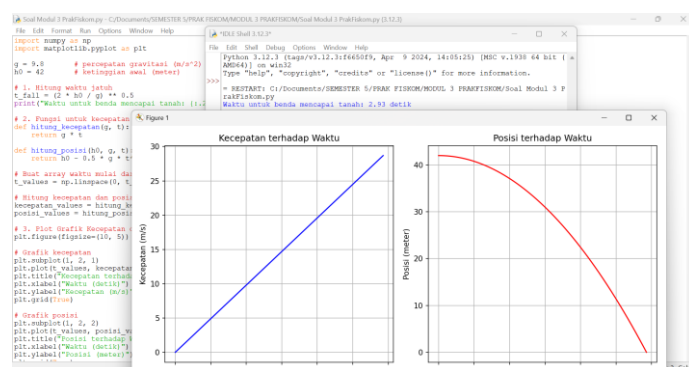 Soal Modul 3 PrakFiskom.py - C:/Documents/SEMESTER 5/PRAK FISKOM/MODUL 3 PRAKFISKOM/Soal Modul 3 PrakFiskom.py (3.12.3)
File Edit Format Run Options Window Help
import numpy as np
import matplotlib.pyplot as plt
g = 9.8 # percepatan gravitasi (m/s^2)
h0 = 42 # ketinggian awal (meter)
# 1. Hitung waktu jatuh
t_fall = (2 * h0 / g) ** 0.5
print("Waktu untuk benda mencapai tanah: {:.2
# 2. Fungsi untuk kecepatan
def hitung_kecepatan(g, t):
return g * t
def hitung_posisi(h0, g, t):
return h0 - 0.5 * g * t
# Buat array waktu mulai da
t_values = np.linspace(0, t_
# Hitung kecepatan dan posis
kecepatan_values = hitung_ke
posisi_values = hitung_posi
# 3. Plot Grafik Kecepatan
plt.figure(figsize=(10, 5))
# Grafik kecepatan
plt.subplot(1, 2, 1)
plt.plot(t_values, kecepatan
plt.title("Kecepatan terhada
plt.xlabel("Waktu (detik)")
plt.ylabel("Kecepatan (m/s)"
plt.grid(True)
# Grafik posisi
plt.subplot(1, 2, 2)
plt.plot(t_values, posisi_va
plt.title("Posisi terhadap
plt.xlabel("Waktu (detik)")
plt.ylabel("Posisi (meter)")
*IDLE Shell 3.12.3*
File Edit Shell Debug Options Window Help
Python 3.12.3 (tags/v3.12.3:f6650f9, Apr 9 2024, 14:05:25) [MSC v.1938 64 bit (
AMD64)] on win32
Type "help", "copyright", "credits" or "license()" for more information.
>>>
= RESTART: C:/Documents/SEMESTER 5/PRAK FISKOM/MODUL 3 PRAKFISKOM/Soal Modul 3 P
rakFiskom.py
Waktu untuk benda mencapai tanah: 2.93 detik
Figure 1
Kecepatan terhadap Waktu
Kecepatan (m/s)
30
25
20
15
10
5
0
Posisi terhadap Waktu
Posisi (meter)
40
30
20
10
0